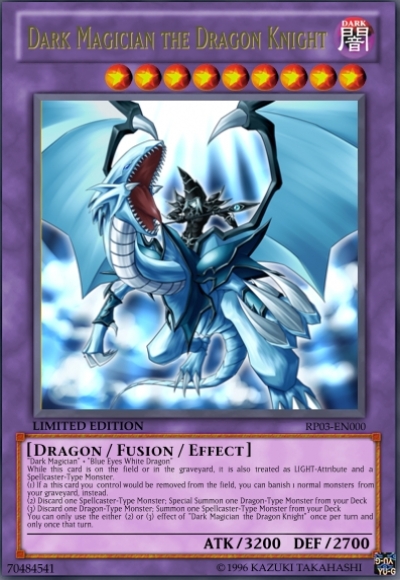 DARK MAGICIAN THE DRAGON KNIGHT
DARK
闇
LIMITED EDITION RP03-EN000
[DRAGON / FUSION / EFFECT]
"Dark Magician" + "Blue Eyes White Dragon"
While this card is on the field or in the graveyard, it is also treated as LIGHT-Attribute and a
Spellcaster-Type Monster.
(1) If a this card you control would be removed from the field, you can banish 1 normal monsters from
your graveyard, instead.
(2) Discard one Spellcaster-Type Monster; Special Summon one Dragon-Type Monster from your Deck
(3) Discard one Dragon-Type Monster; Summon one Spellcaster-Type Monster from your Deck
You can only use either the (2) or (3) effect of "Dark Magician the Dragon Knight" once per turn and
only once that turn.
ATK/3200 DEF/2700
70484541 ©1996 KAZUKI TAKAHASHI